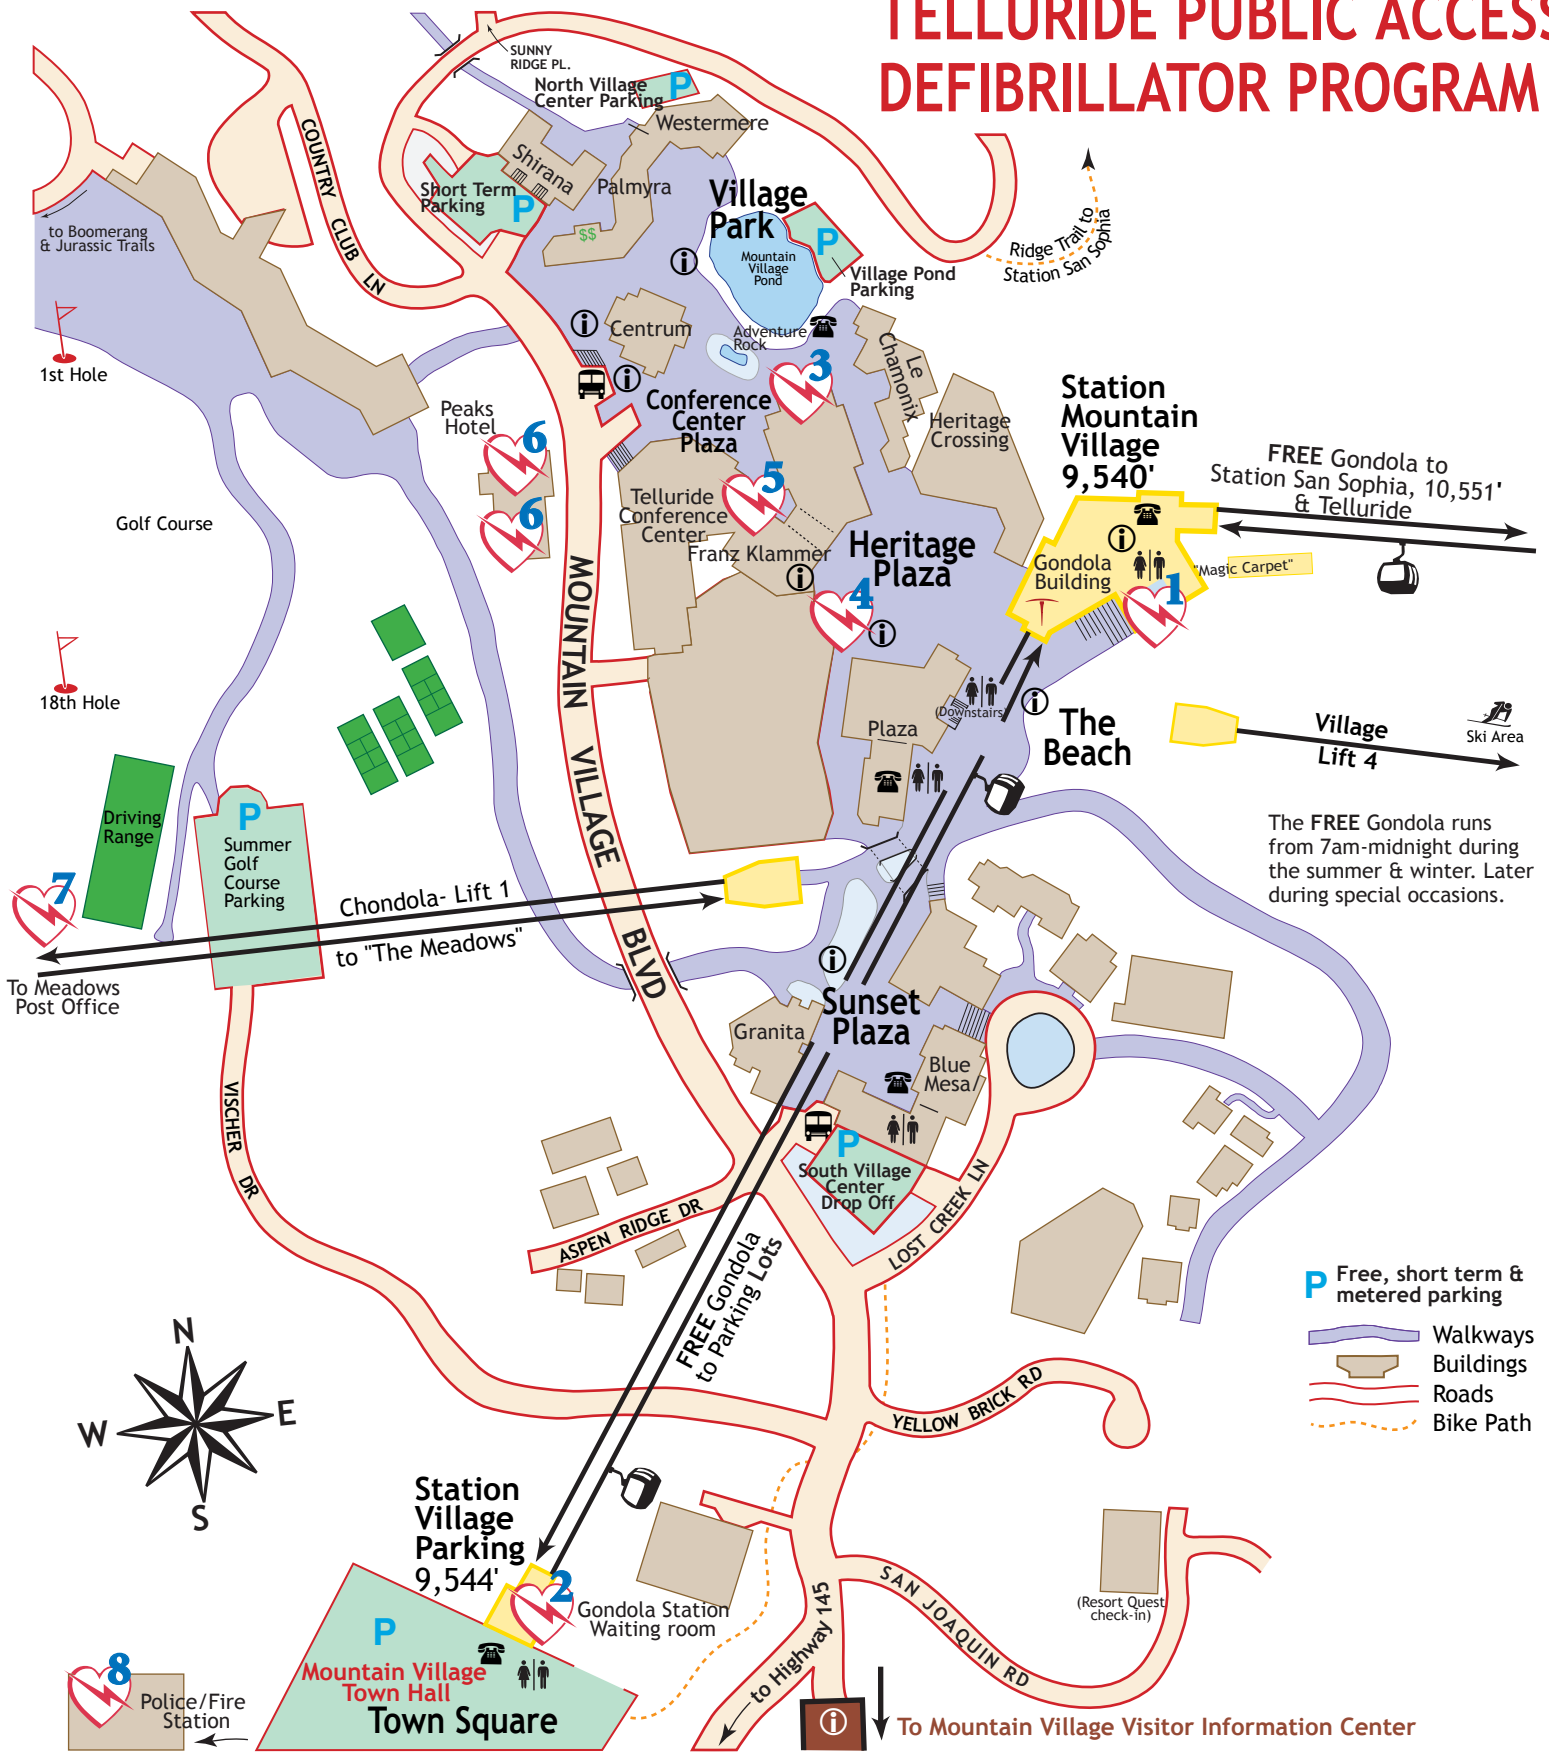 TELLURIDE PUBLIC ACCESS
DEFIBRILLATOR PROGRAM
SUNNY
RIDGE PL.
North Village
Center Parking
P
Westermere
Shirana
Palmyra
Short Term
Parking
P
$$
COUNTRY CLUB LN
to Boomerang
& Jurassic Trails
Village
Park
Mountain
Village
Pond
P
Village Pond
Parking
Ridge Trail to
Station San Sophia
1st Hole
Centrum
Adventure
Rock
3
Le
Chamonix
Conference
Center
Plaza
Heritage
Crossing
Station
Mountain
Village
9,540'
FREE Gondola to
Station San Sophia, 10,551'
& Telluride
Peaks
Hotel
6
6
5
Telluride
Conference
Center
Franz Klammer
Heritage
Plaza
Gondola
Building
"Magic Carpet"
1
4
Golf Course
18th Hole
MOUNTAIN VILLAGE BLVD
(Downstairs)
Plaza
The
Beach
Village
Lift 4
Ski Area
The FREE Gondola runs
from 7am-midnight during
the summer & winter. Later
during special occasions.
Driving
Range
P
Summer
Golf
Course
Parking
7
Chondola- Lift 1
to "The Meadows"
To Meadows
Post Office
Sunset
Plaza
Granita
Blue
Mesa
VISCHER DR
P
South Village
Center
Drop Off
LOST CREEK LN
ASPEN RIDGE DR
FREE Gondola
to Parking Lots
P
Free, short term &
metered parking
Walkways
Buildings
Roads
Bike Path
N
W
E
S
YELLOW BRICK RD
Station
Village
Parking
9,544'
2
Gondola Station
Waiting room
P
Mountain Village
Town Hall
Town Square
8
Police/Fire
Station
to Highway 145
SAN JOAQUIN RD
(Resort Quest
check-in)
To Mountain Village Visitor Information Center